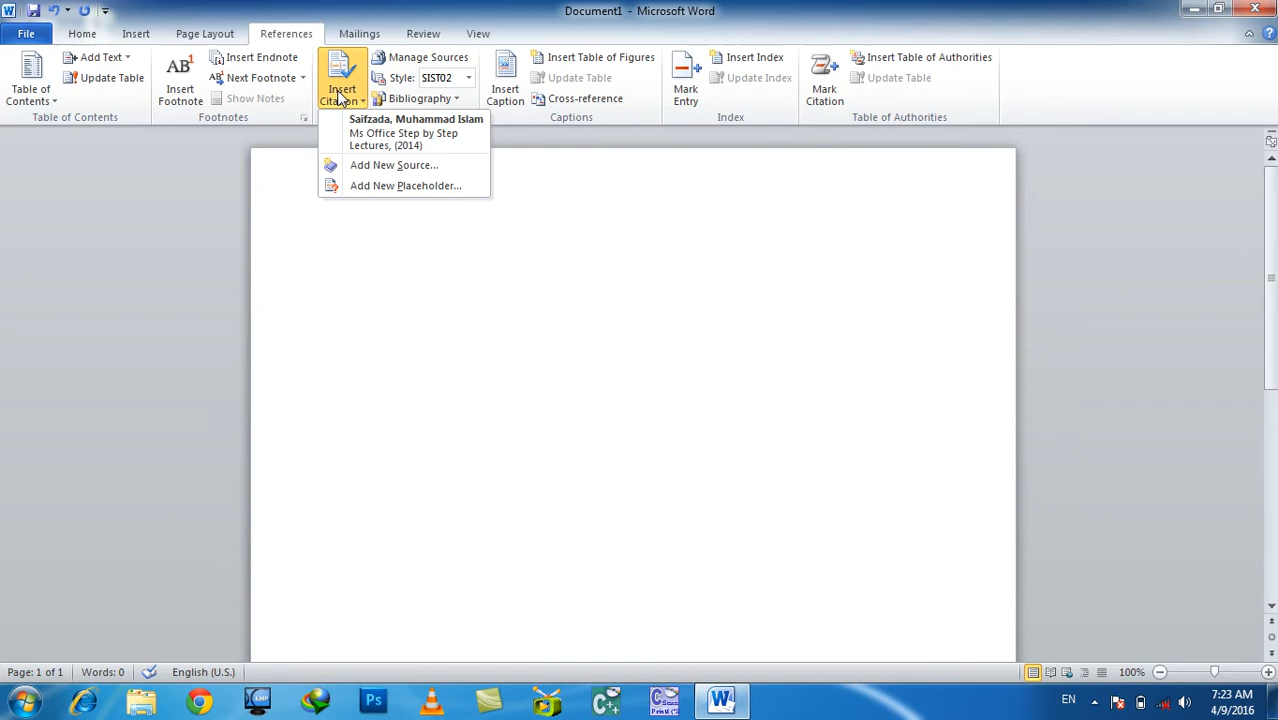 Document1 - Microsoft Word
File Home Insert Page Layout References Mailings Review View
Table of Contents
Add Text
Update Table
Table of Contents
AB1
Insert Footnote
Insert Endnote
Next Footnote
Show Notes
Footnotes
Insert Citation
Manage Sources
Style: SIST02
Bibliography
Insert Caption
Insert Table of Figures
Update Table
Cross-reference
Captions
Mark Entry
Insert Index
Update Index
Index
Mark Citation
Insert Table of Authorities
Table of Authorities
Saifzada, Muhammad Islam
Ms Office Step by Step
Lectures, (2014)
Add New Source...
Add New Placeholder...
Page: 1 of 1 Words: 0 English (U.S.) 100%
EN
7:23 AM
4/9/2016